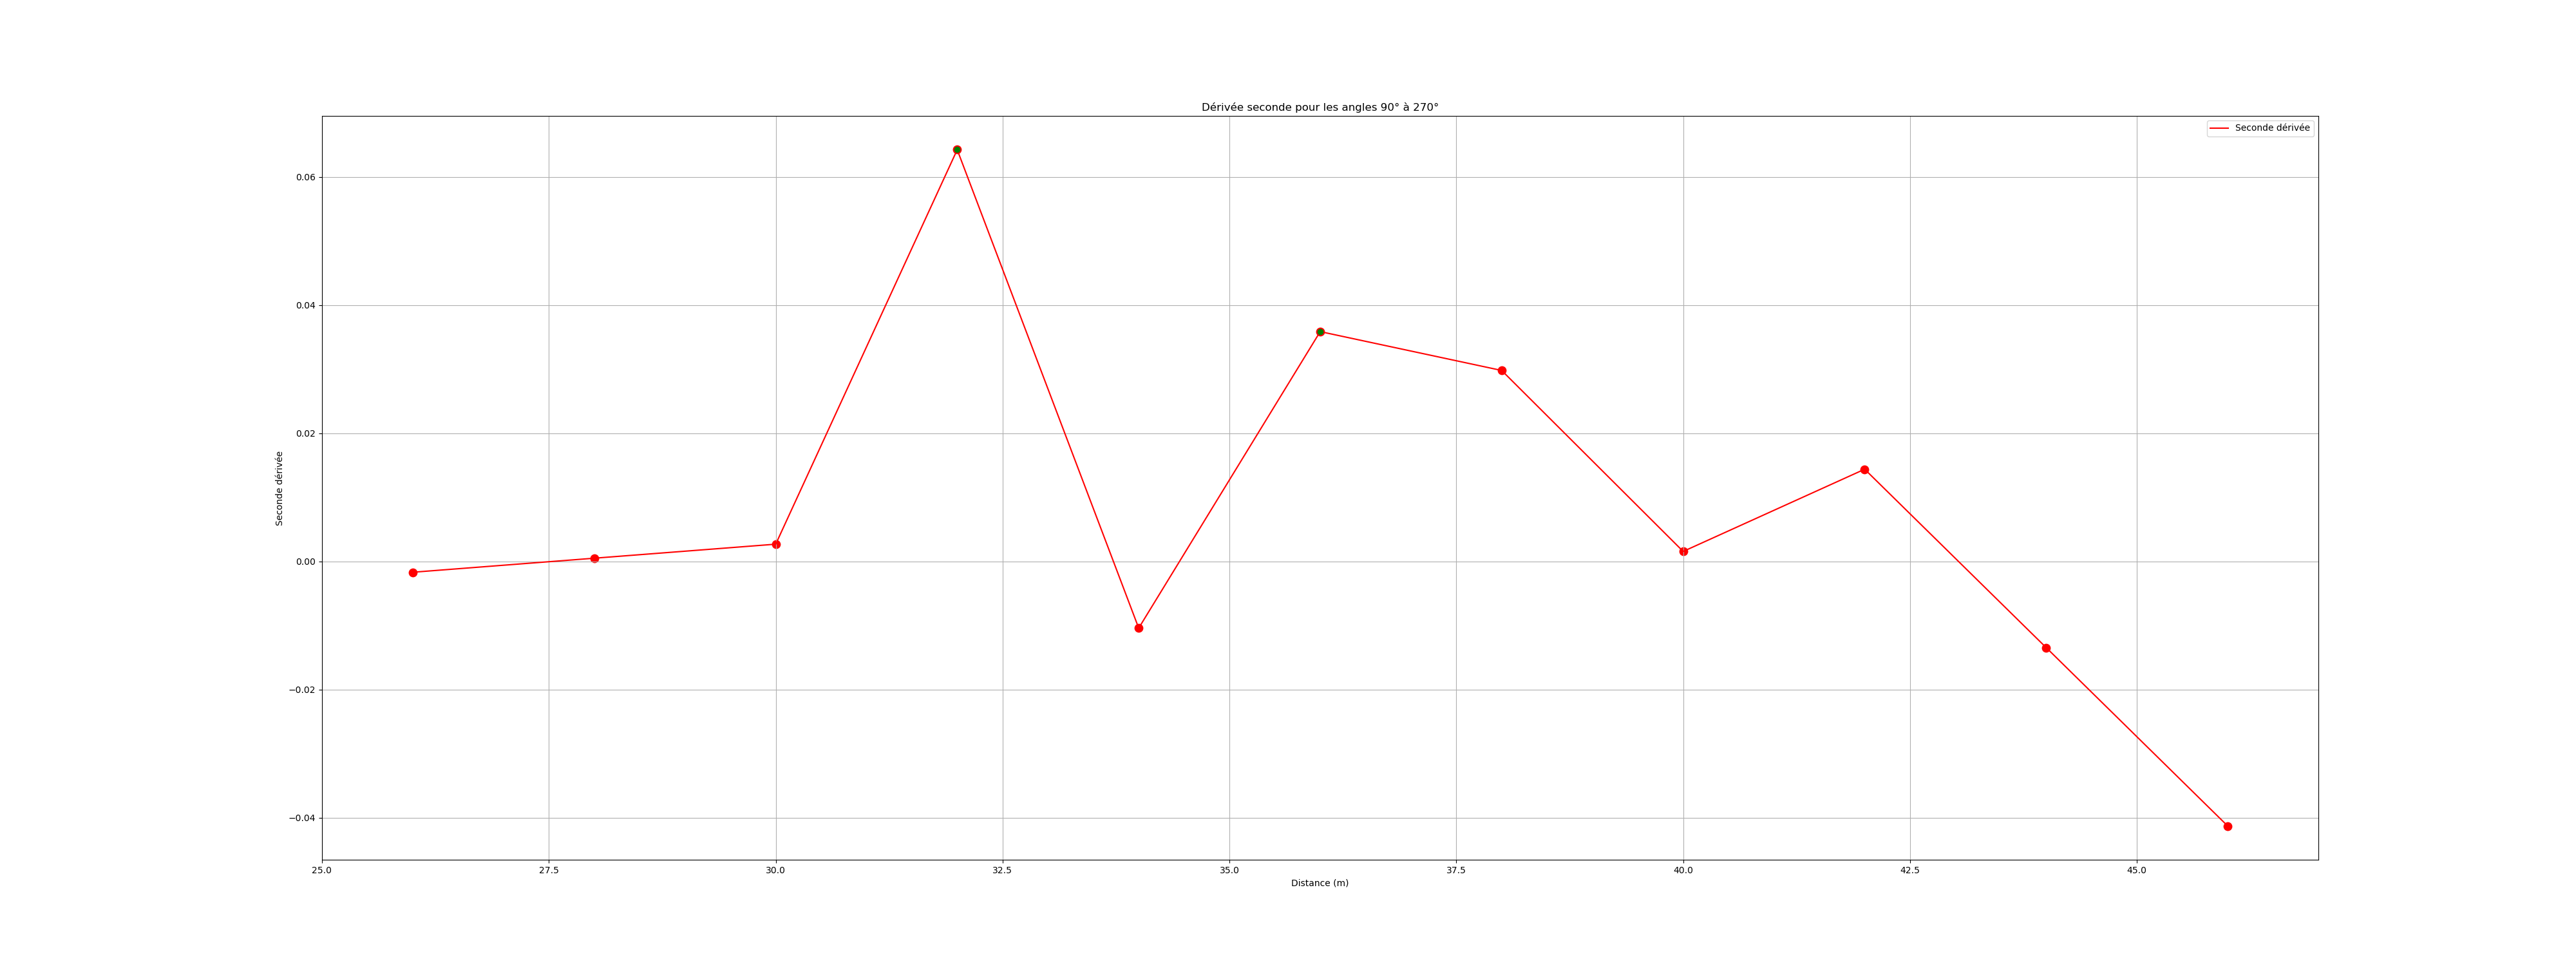 Dérivée seconde pour les angles 90° à 270°
Seconde dérivée
0.06
0.04
0.02
0.00
−0.02
−0.04
Seconde dérivée
25.0 27.5 30.0 32.5 35.0 37.5 40.0 42.5 45.0
Distance (m)